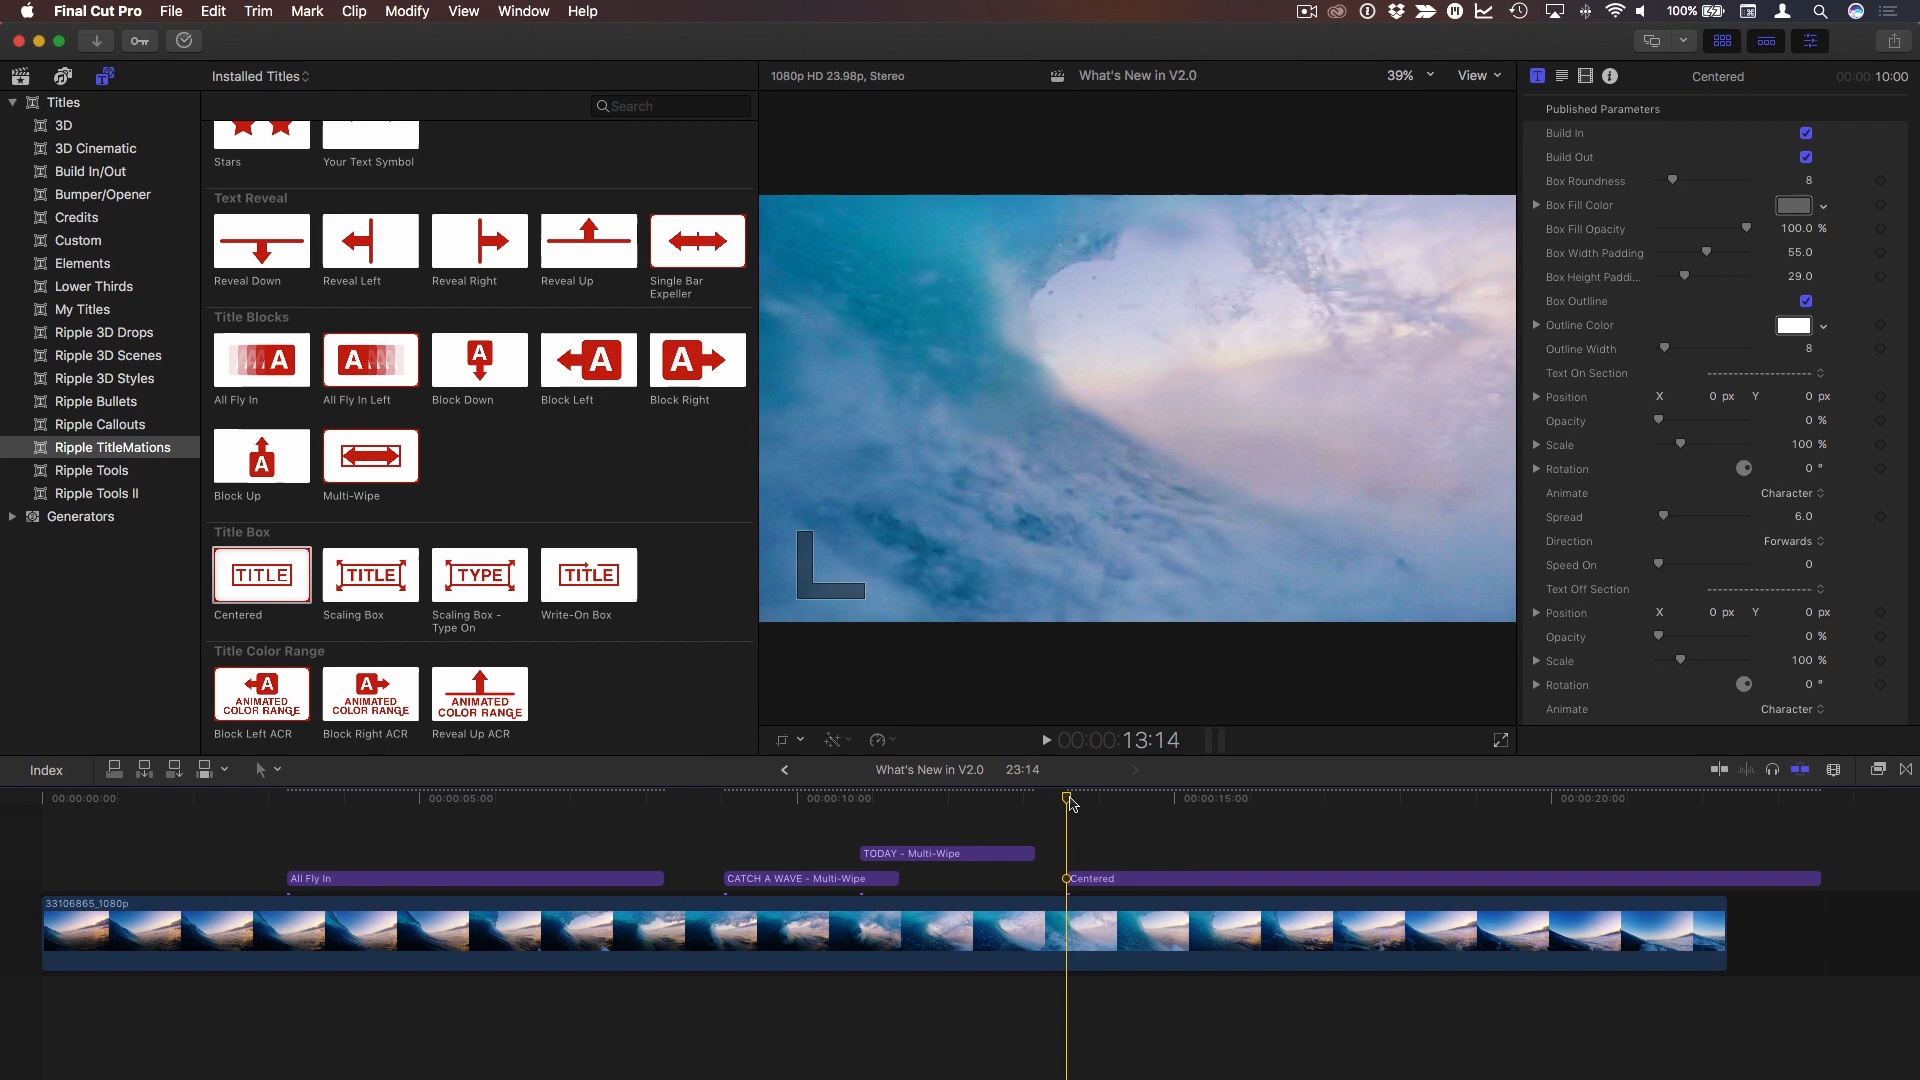 Final Cut Pro File Edit Trim Mark Clip Modify View Window Help 100%
Installed Titles
1080p HD 23.98p, Stereo What's New in V2.0 39% View
Centered 00:00:10:00
Titles
3D
3D Cinematic
Build In/Out
Bumper/Opener
Credits
Custom
Elements
Lower Thirds
My Titles
Ripple 3D Drops
Ripple 3D Scenes
Ripple 3D Styles
Ripple Bullets
Ripple Callouts
Ripple TitleMations
Ripple Tools
Ripple Tools II
Generators
Search
Stars Your Text Symbol
Text Reveal
Reveal Down Reveal Left Reveal Right Reveal Up Single Bar
Expeller
Title Blocks
A A A A A
All Fly In All Fly In Left Block Down Block Left Block Right
A
Block Up Multi-Wipe
Title Box
TITLE TITLE TYPE TITLE
Centered Scaling Box Scaling Box - Write-On Box
Type On
Title Color Range
A A
ANIMATED ANIMATED ANIMATED
COLOR RANGE COLOR RANGE COLOR RANGE
Block Left ACR Block Right ACR Reveal Up ACR
Published Parameters
Build In
Build Out
Box Roundness 8
Box Fill Color
Box Fill Opacity 100.0 %
Box Width Padding 55.0
Box Height Paddi... 29.0
Box Outlline
Outline Color
Outline Width 8
Text On Section
Position X 0 px Y 0 px
Opacity 0 %
Scale 100 %
Rotation 0 °
Animate Character
Spread 6.0
Direction Forwards
Speed On 0
Text Off Section
Position X 0 px Y 0 px
Opacity 0 %
Scale 100 %
Rotation 0 °
Animate Character
00:00:13:14
Index What's New in V2.0 23:14
00:00:00:00 00:00:05:00 00:00:10:00 00:00:15:00 00:00:20:00
TODAY - Multi-Wipe
All Fly In CATCH A WAVE - Multi-Wipe Centered
33106865_1080p